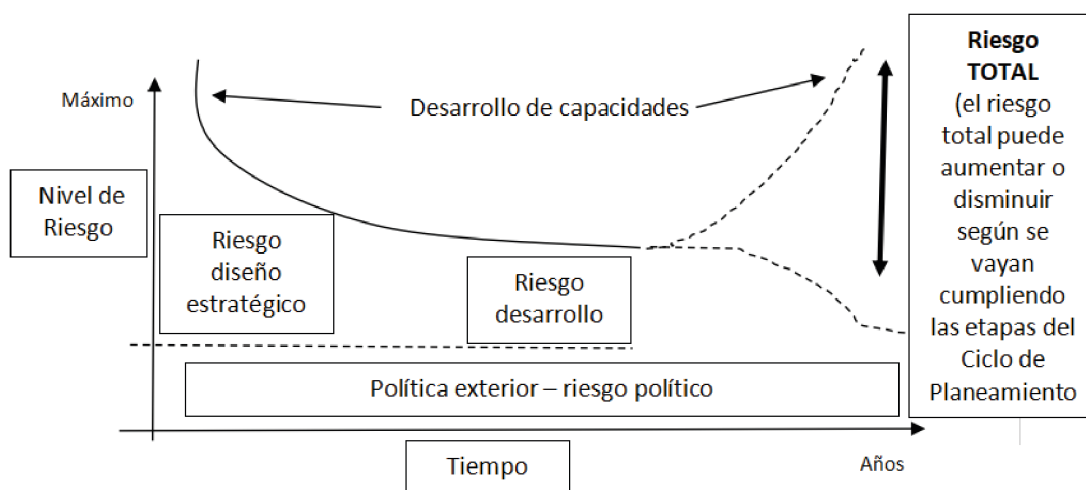 Máximo
Nivel de
Riesgo
Desarrollo de capacidades
Riesgo
diseño
estratégico
Riesgo
desarrollo
Política exterior – riesgo político
Tiempo
Años
Riesgo
TOTAL
(el riesgo
total puede
aumentar o
disminuir
según se
vayan
cumpliendo
las etapas del
Ciclo de
Planeamiento